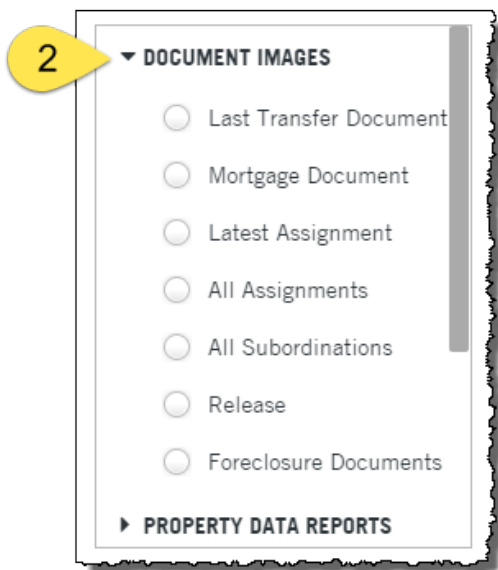 2
DOCUMENT IMAGES
Last Transfer Document
Mortgage Document
Latest Assignment
All Assignments
All Subordinations
Release
Foreclosure Documents
PROPERTY DATA REPORTS